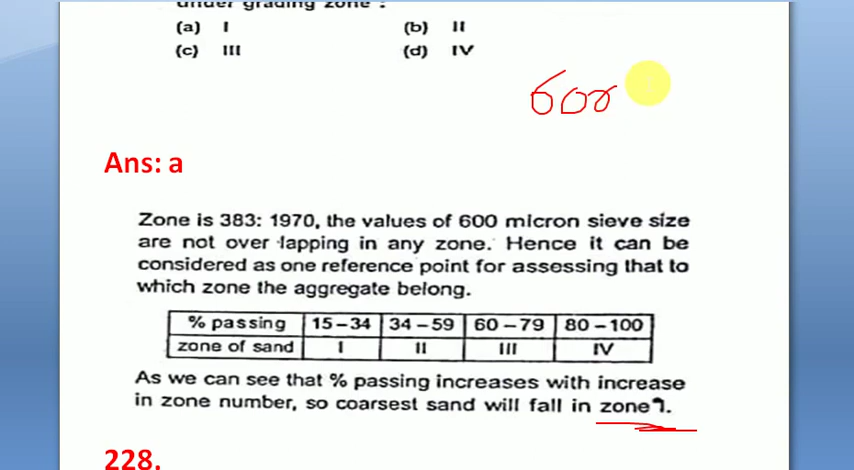 under grading zone :
(a) I (b) II
(c) III (d) IV
600
Ans: a
Zone is 383: 1970, the values of 600 micron sieve size
are not over lapping in any zone. Hence it can be
considered as one reference point for assessing that to
which zone the aggregate belong.
% passing 15–34 34–59 60–79 80–100
zone of sand I II III IV
As we can see that % passing increases with increase
in zone number, so coarsest sand will fall in zone 1.
228.